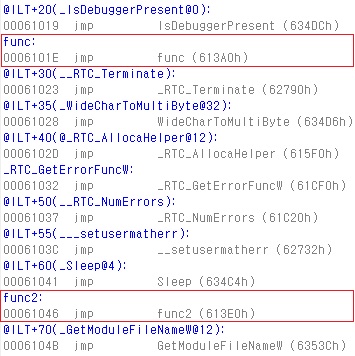 @ILT+20(_IsDebuggerPresent@0):
00061019  jmp  IsDebuggerPresent (634DCh)
func:
0006101E  jmp  func (613A0h)
@ILT+30(__RTC_Terminate):
00061023  jmp  _RTC_Terminate (62790h)
@ILT+35(_WideCharToMultiByte@32):
00061028  jmp  WideCharToMultiByte (634D6h)
@ILT+40(@_RTC_AllocaHelper@12):
0006102D  jmp  _RTC_AllocaHelper (615F0h)
_RTC_GetErrorFuncW:
00061032  jmp  _RTC_GetErrorFuncW (61CF0h)
@ILT+50(__RTC_NumErrors):
00061037  jmp  _RTC_NumErrors (61C20h)
@ILT+55(___setusermatherr):
0006103C  jmp  __setusermatherr (62732h)
@ILT+60(_Sleep@4):
00061041  jmp  Sleep (634C4h)
func2:
00061046  jmp  func2 (613E0h)
@ILT+70(_GetModuleFileNameW@12):
0006104B  jmp  GetModuleFileNameW (6353Ch)